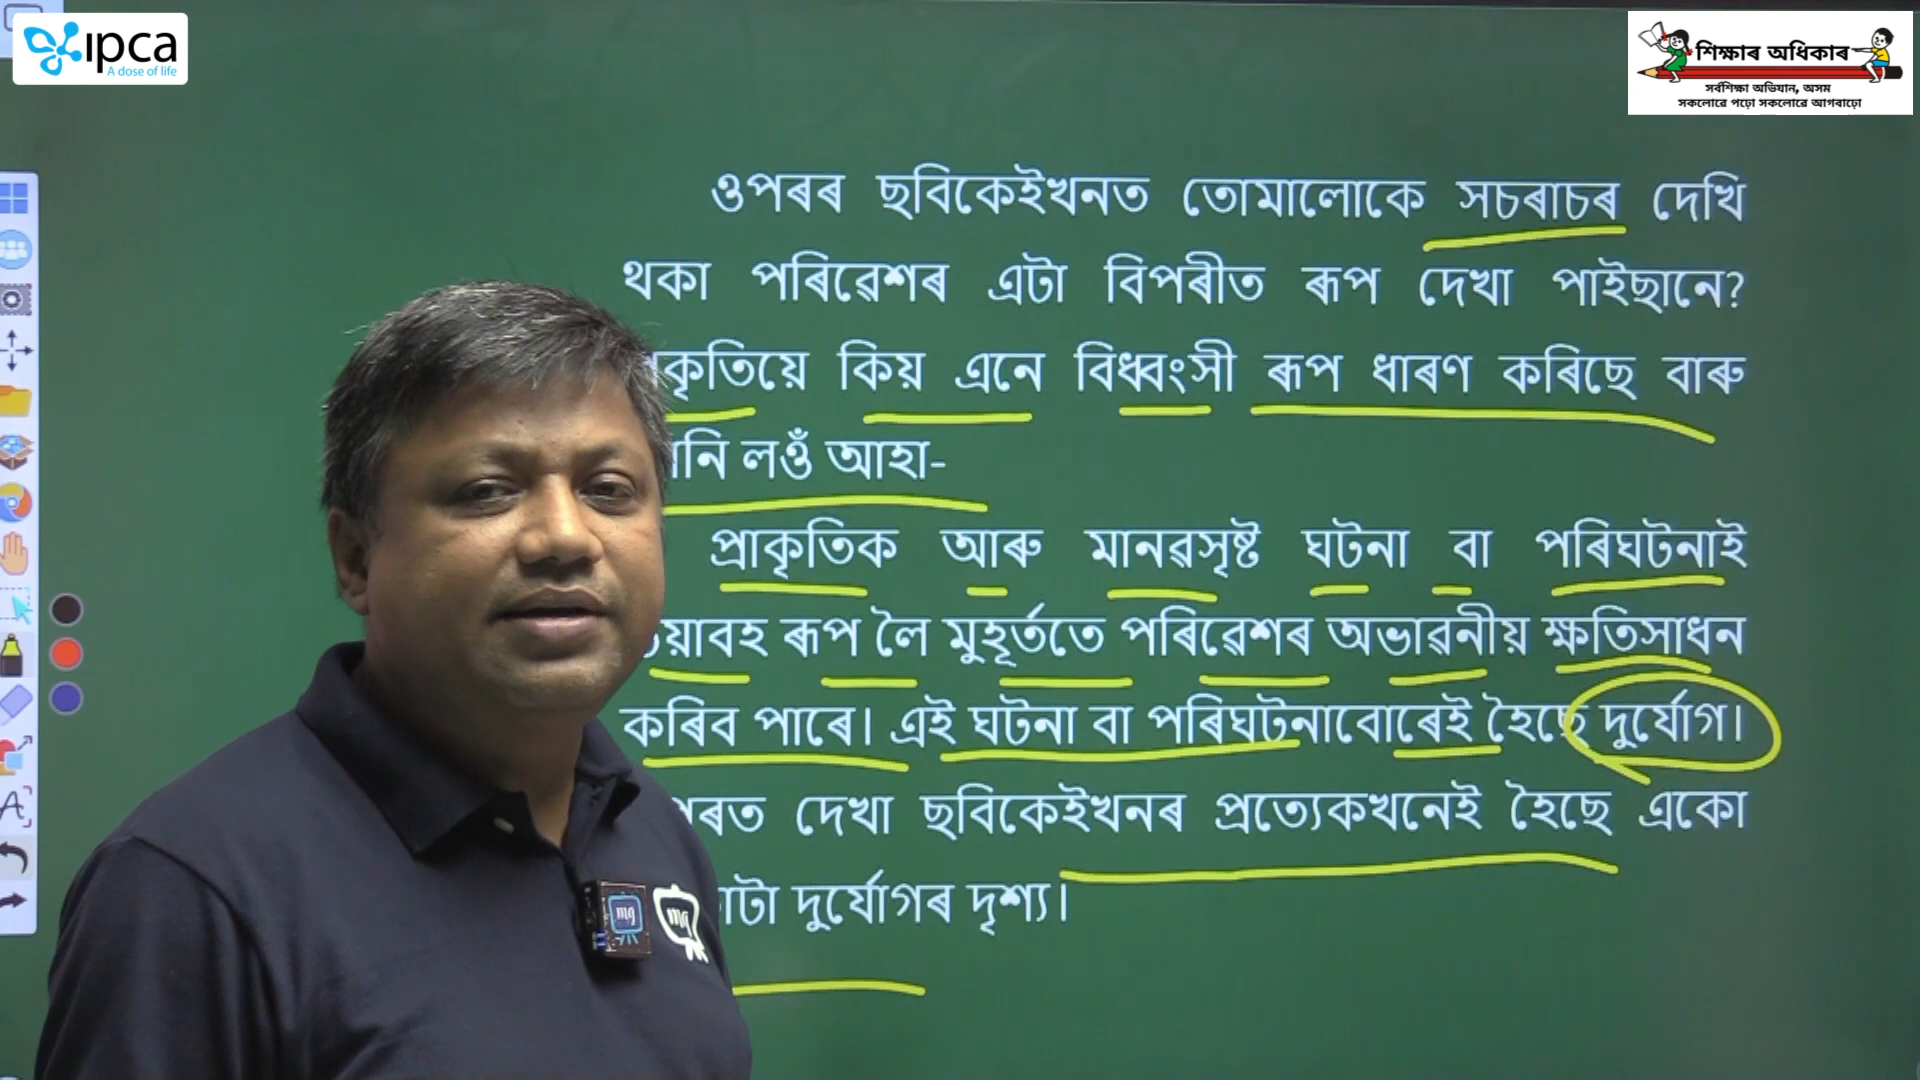 ipca
A dose of life
শিক্ষাৰ অধিকাৰ
সৰ্বশিক্ষা অভিযান, অসম
সকলোৱে পঢ়ো সকলোৱে আগবাঢ়ো
ওপৰৰ ছবিকেইখনত তোমালোকে সচৰাচৰ দেখি
থকা পৰিৱেশৰ এটা বিপৰীত ৰূপ দেখা পাইছানে?
কিয় এনে বিধ্বংসী ৰূপ ধাৰণ কৰিছে বাৰু
লওঁ আহা-
প্ৰাকৃতিক আৰু মানৱসৃষ্ট ঘটনা বা পৰিঘটনাই
ৰূপ লৈ মুহূৰ্ততে পৰিৱেশৰ অভাৱনীয় ক্ষতিসাধন
কৰিব পাৰে। এই ঘটনা বা পৰিঘটনাবোৰেই হৈছে দুৰ্যোগ।
দেখা ছবিকেইখনৰ প্ৰত্যেকখনেই হৈছে একো
দুৰ্যোগৰ দৃশ্য।
mg
mg